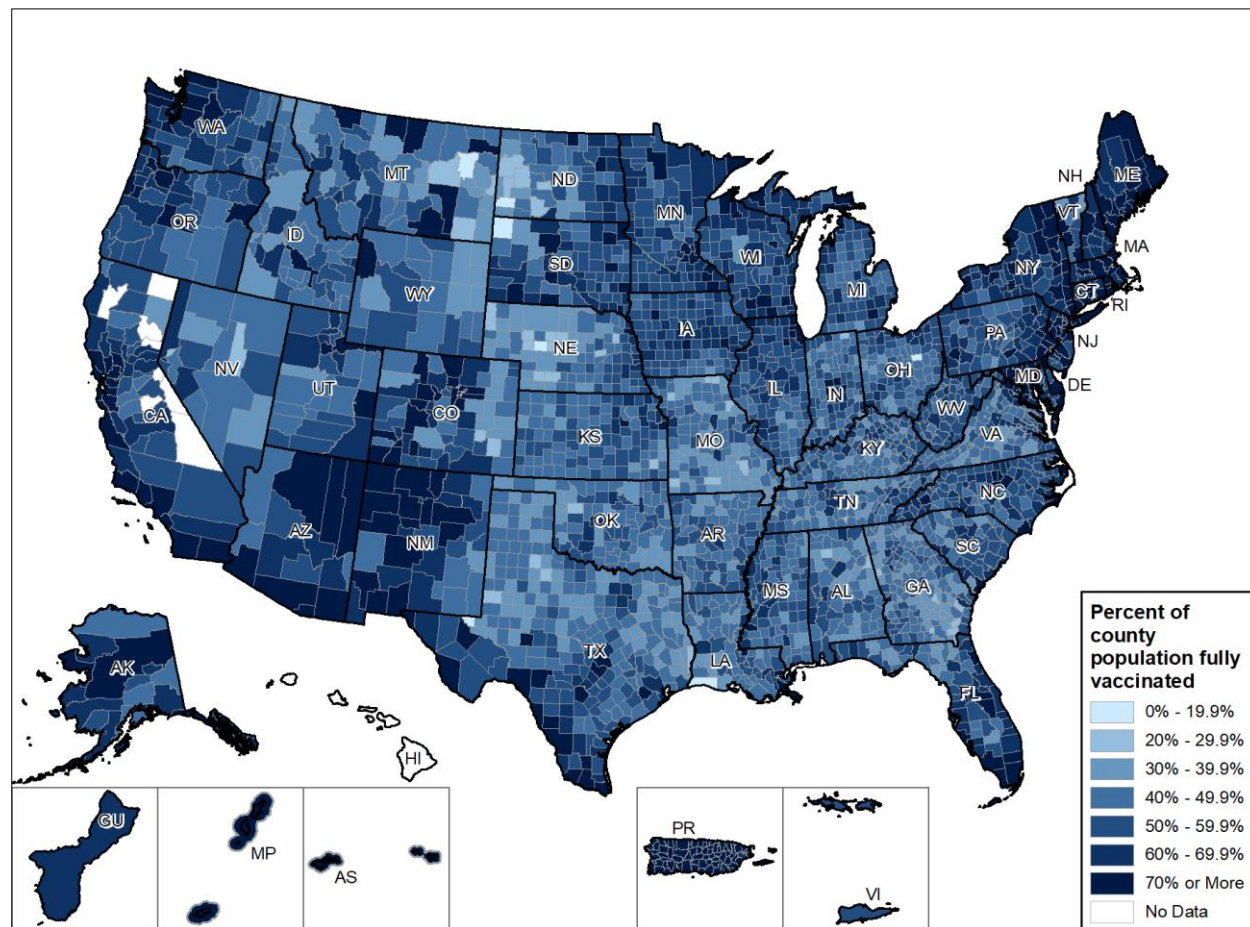 WA
MT
ND
MN
OR
ID
SD
WI
MI
WY
NH
VT
ME
NY
MA
CT
RI
IA
NE
PA
NJ
NV
UT
CO
IL
IN
OH
MD
DE
WV
VA
CA
KS
MO
KY
AZ
NM
OK
AR
TN
NC
SC
MS
AL
GA
TX
LA
FL
AK
HI
GU
MP
AS
PR
VI
Percent of
county
population fully
vaccinated
0% - 19.9%
20% - 29.9%
30% - 39.9%
40% - 49.9%
50% - 59.9%
60% - 69.9%
70% or More
No Data